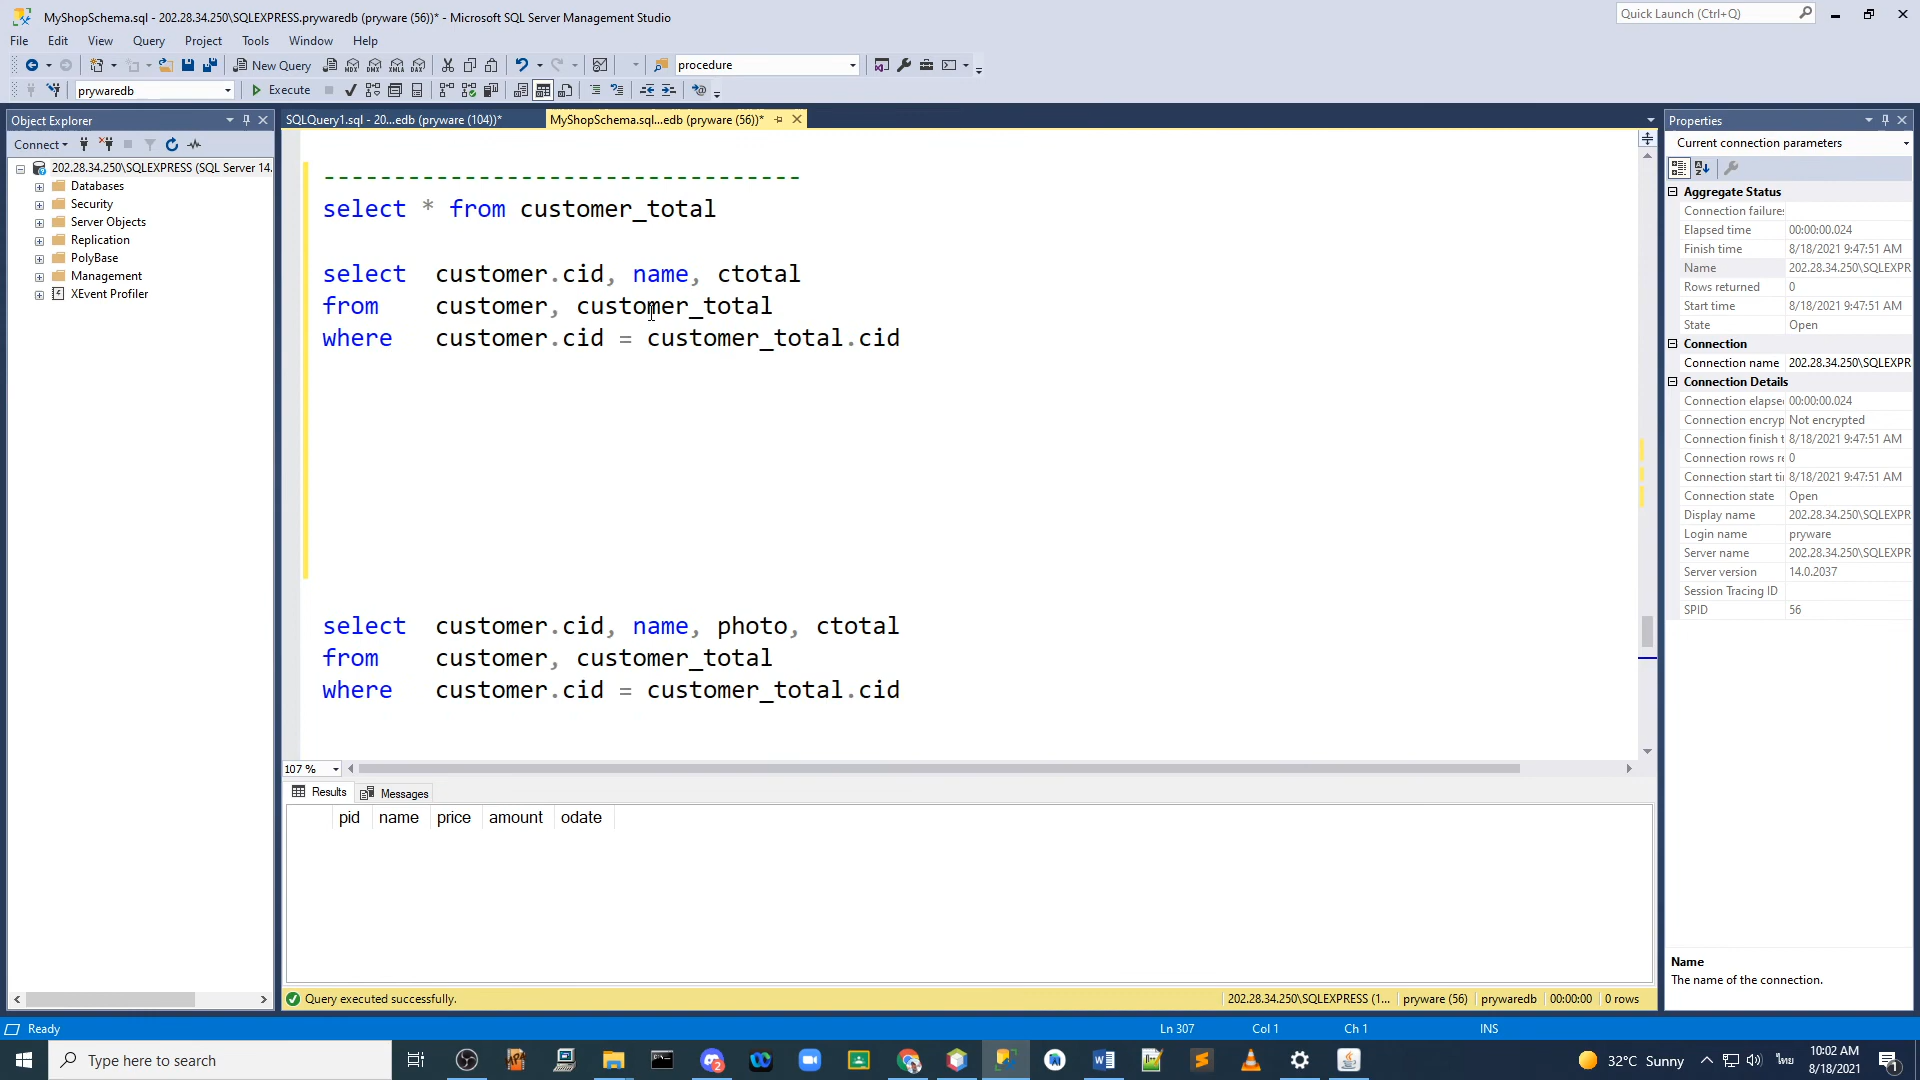 MyShopSchema.sql - 202.28.34.250\SQLEXPRESS.prywaredb (pryware (56))* - Microsoft SQL Server Management Studio
Quick Launch (Ctrl+Q)
File Edit View Query Project Tools Window Help
New Query MDX DMX XMLA DAX procedure
prywaredb Execute
Object Explorer
Connect
202.28.34.250\SQLEXPRESS (SQL Server 14.
Databases
Security
Server Objects
Replication
PolyBase
Management
XEvent Profiler
SQLQuery1.sql - 20...edb (pryware (104))*
MyShopSchema.sql...edb (pryware (56))*
----------------------------------
select * from customer_total
select customer.cid, name, ctotal
from customer, customer_total
where customer.cid = customer_total.cid
select customer.cid, name, photo, ctotal
from customer, customer_total
where customer.cid = customer_total.cid
107 %
Results Messages
pid name price amount odate
Query executed successfully.
202.28.34.250\SQLEXPRESS (1... pryware (56) prywaredb 00:00:00 0 rows
Properties
Current connection parameters
Aggregate Status
Connection failures
Elapsed time 00:00:00.024
Finish time 8/18/2021 9:47:51 AM
Name 202.28.34.250\SQLEXPR
Rows returned 0
Start time 8/18/2021 9:47:51 AM
State Open
Connection
Connection name 202.28.34.250\SQLEXPR
Connection Details
Connection elapse 00:00:00.024
Connection encryp Not encrypted
Connection finish t 8/18/2021 9:47:51 AM
Connection rows re 0
Connection start ti 8/18/2021 9:47:51 AM
Connection state Open
Display name 202.28.34.250\SQLEXPR
Login name pryware
Server name 202.28.34.250\SQLEXPR
Server version 14.0.2037
Session Tracing ID
SPID 56
Name
The name of the connection.
Ready
Ln 307 Col 1 Ch 1 INS
Type here to search
2
32°C Sunny
ไทย
10:02 AM
8/18/2021
1